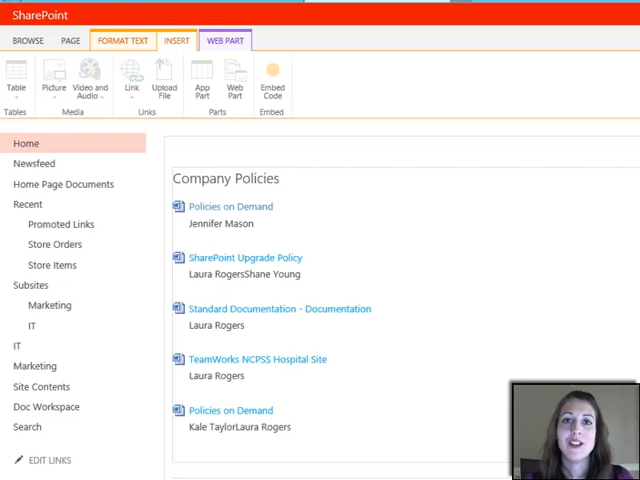 SharePoint
BROWSE PAGE FORMAT TEXT INSERT WEB PART
Table Picture Video and Audio Link Upload File App Part Web Part Embed Code
Tables Media Links Parts Embed
Home
Newsfeed
Home Page Documents
Recent
Promoted Links
Store Orders
Store Items
Subsites
Marketing
IT
IT
Marketing
Site Contents
Doc Workspace
Search
EDIT LINKS
Company Policies
Policies on Demand
Jennifer Mason
SharePoint Upgrade Policy
Laura RogersShane Young
Standard Documentation - Documentation
Laura Rogers
TeamWorks NCPSS Hospital Site
Laura Rogers
Policies on Demand
Kale TaylorLaura Rogers